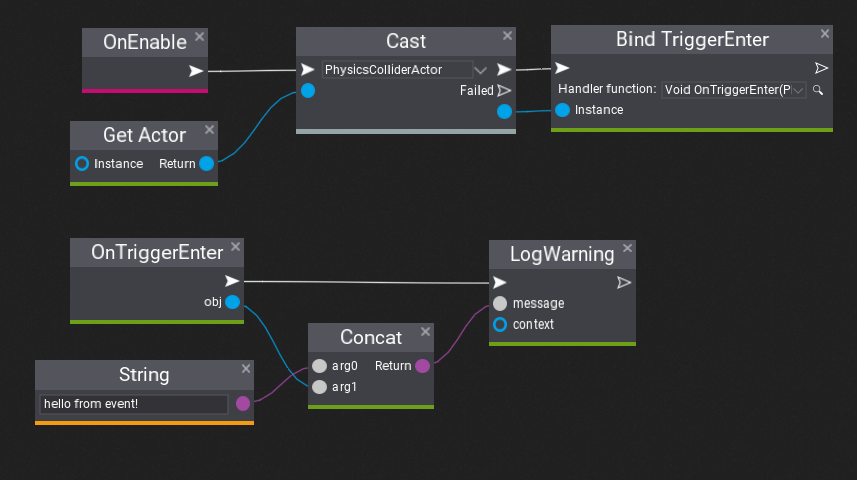 OnEnable
Cast
PhysicsColliderActor
Failed
Bind TriggerEnter
Handler function: Void OnTriggerEnter(P
Instance
Get Actor
Instance Return
OnTriggerEnter
obj
LogWarning
message
context
Concat
arg0 Return
arg1
String
hello from event!